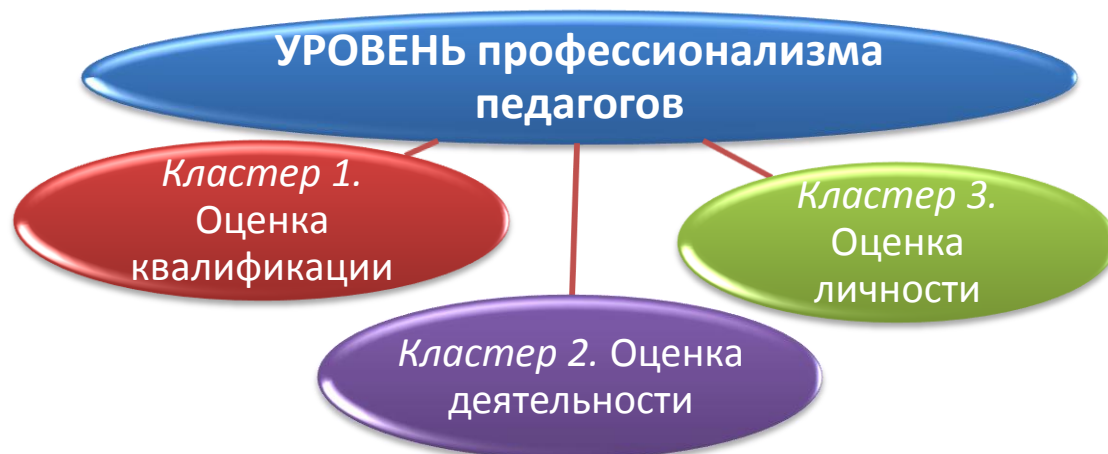 УРОВЕНЬ профессионализма
педагогов
Кластер 1.
Оценка
квалификации
Кластер 3.
Оценка
личности
Кластер 2. Оценка
деятельности